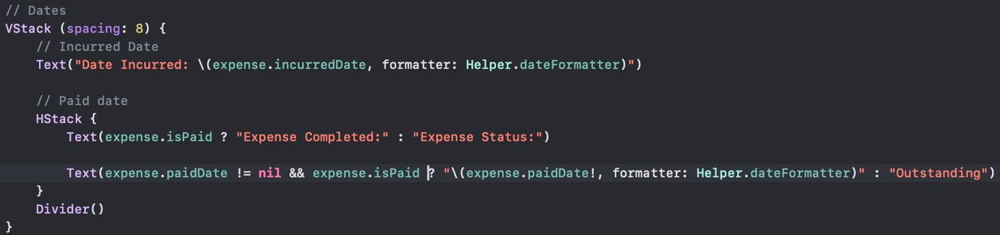 // Dates
VStack (spacing: 8) {
    // Incurred Date
    Text("Date Incurred: \(expense.incurredDate, formatter: Helper.dateFormatter)")

    // Paid date
    HStack {
        Text(expense.isPaid ? "Expense Completed:" : "Expense Status:")

        Text(expense.paidDate != nil && expense.isPaid ? "\(expense.paidDate!, formatter: Helper.dateFormatter)" : "Outstanding")
    }
    Divider()
}